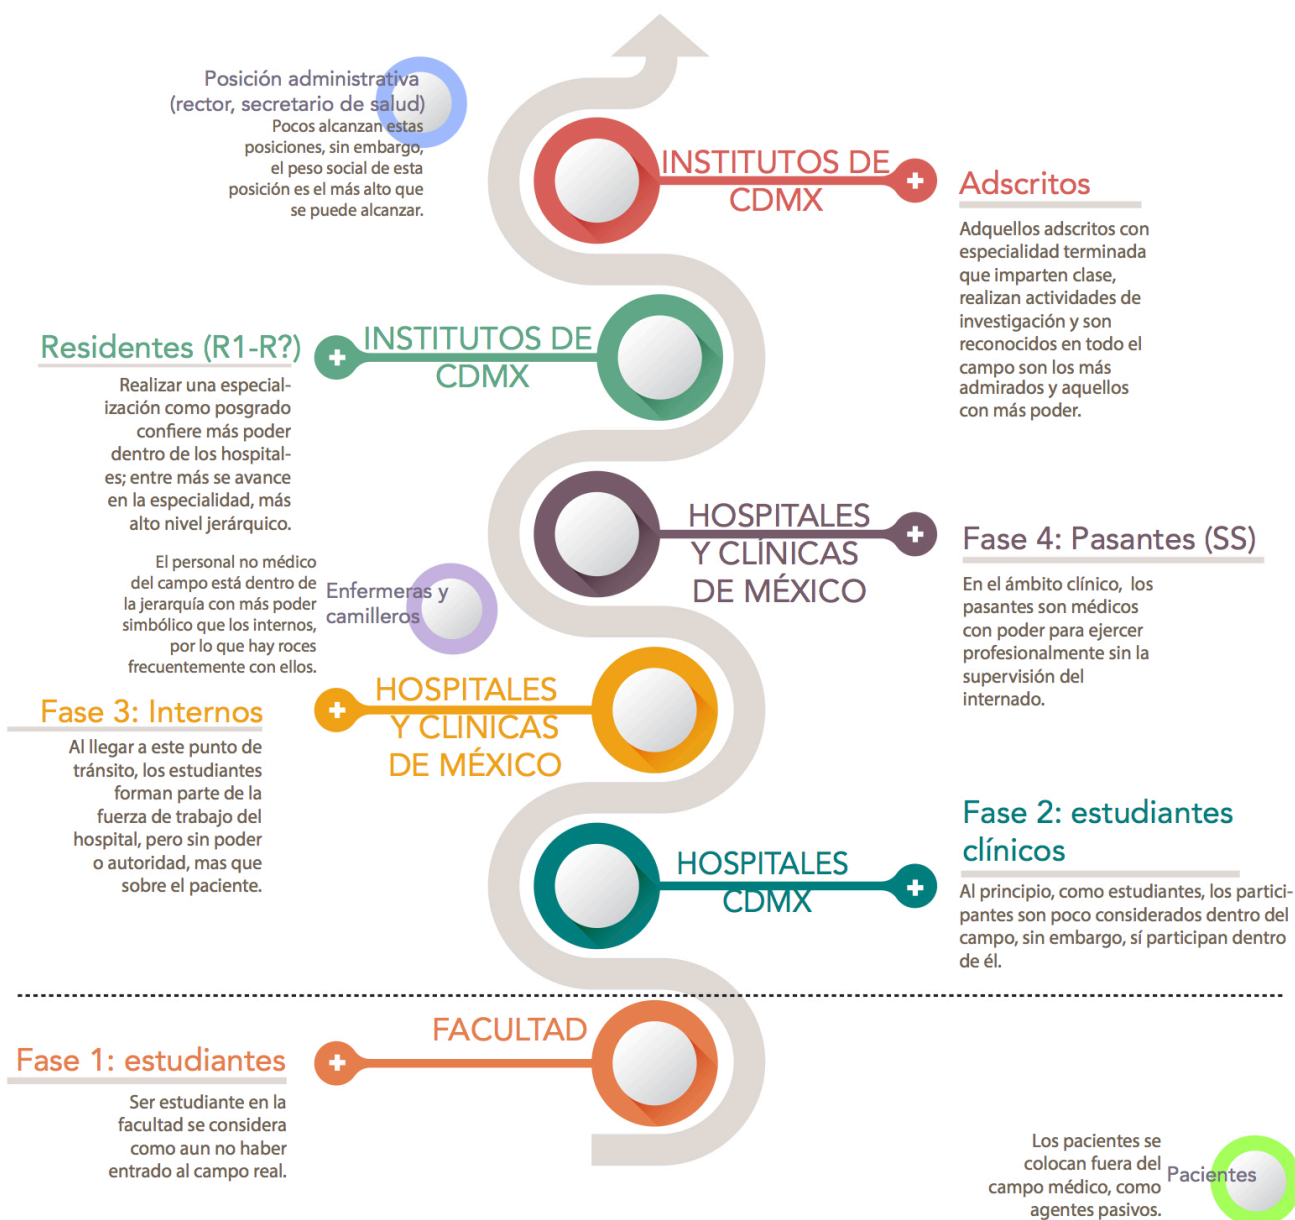 Posición administrativa
(rector, secretario de salud)
Pocos alcanzan estas
posiciones, sin embargo,
el peso social de esta
posición es el más alto que
se puede alcanzar.
INSTITUTOS DE
CDMX
Adscritos
Adquellos adscritos con
especialidad terminada
que imparten clase,
realizan actividades de
investigación y son
reconocidos en todo el
campo son los más
admirados y aquellos
con más poder.
Residentes (R1-R?)
INSTITUTOS DE
CDMX
Realizar una especial-
ización como posgrado
confiere más poder
dentro de los hospital-
es; entre más se avance
en la especialidad, más
alto nivel jerárquico.
HOSPITALES
Y CLÍNICAS
DE MÉXICO
Fase 4: Pasantes (SS)
En el ámbito clínico, los
pasantes son médicos
con poder para ejercer
profesionalmente sin la
supervisión del
internado.
El personal no médico
del campo está dentro de
la jerarquía con más poder
simbólico que los internos,
por lo que hay roces
frecuentemente con ellos.
Enfermeras y
camilleros
Fase 3: Internos
HOSPITALES
Y CLINICAS
DE MÉXICO
Al llegar a este punto de
tránsito, los estudiantes
forman parte de la
fuerza de trabajo del
hospital, pero sin poder
o autoridad, mas que
sobre el paciente.
HOSPITALES
CDMX
Fase 2: estudiantes
clínicos
Al principio, como estudiantes, los partici-
pantes son poco considerados dentro del
campo, sin embargo, sí participan dentro
de él.
FACULTAD
Fase 1: estudiantes
Ser estudiante en la
facultad se considera
como aun no haber
entrado al campo real.
Los pacientes se
colocan fuera del
campo médico, como
agentes pasivos.
Pacientes